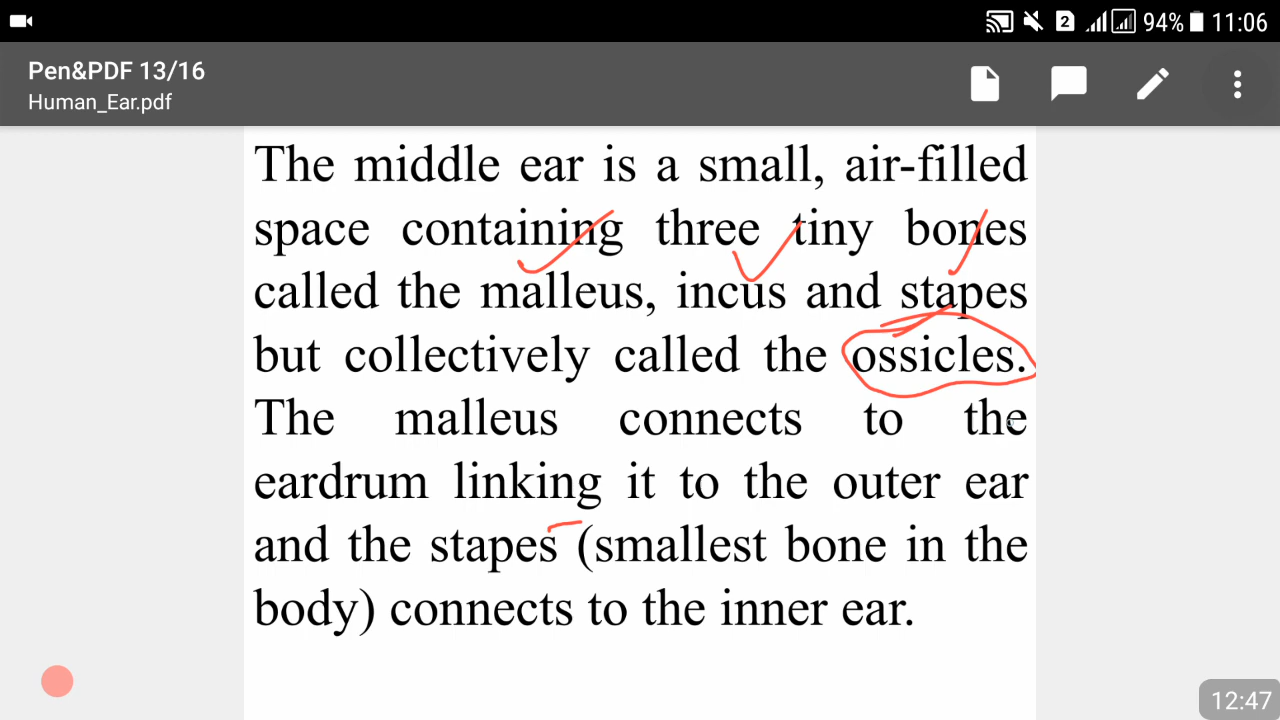 2 94% 11:06
Pen&PDF 13/16
Human_Ear.pdf
The middle ear is a small, air-filled
space containing three tiny bones
called the malleus, incus and stapes
but collectively called the ossicles.
The malleus connects to the
eardrum linking it to the outer ear
and the stapes (smallest bone in the
body) connects to the inner ear.
12:47